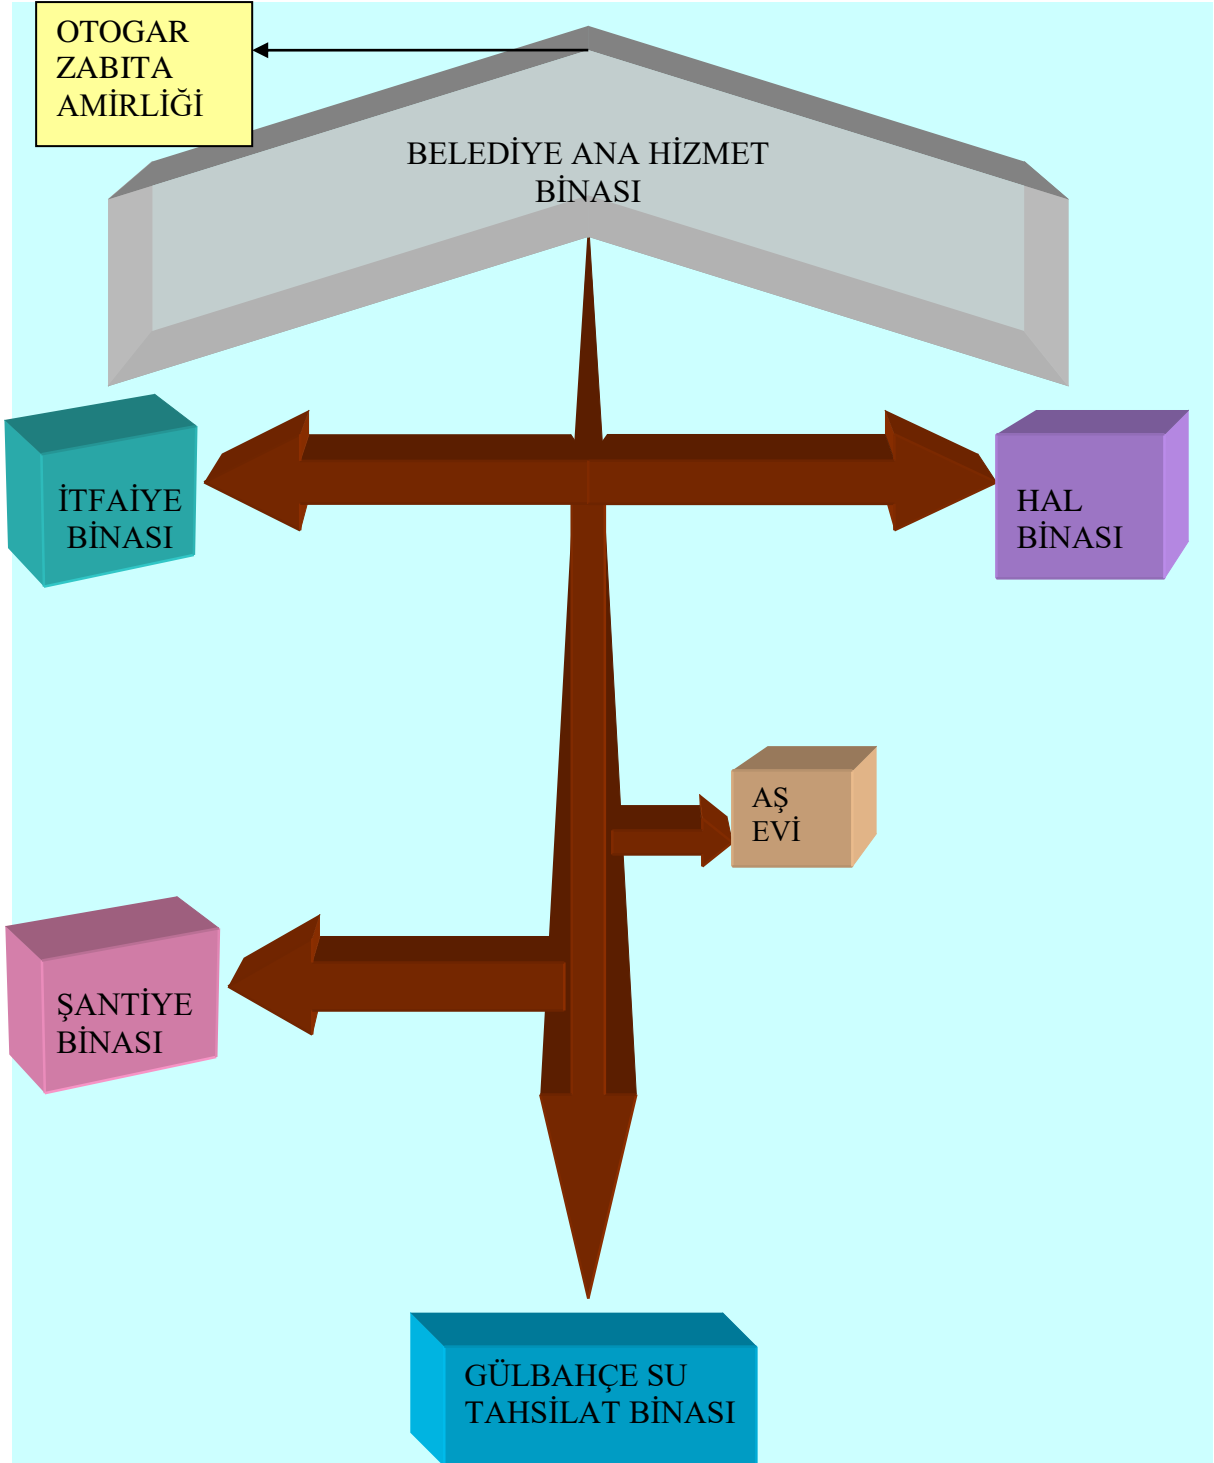 OTOGAR
ZABITA
AMİRLİĞİ
BELEDİYE ANA HİZMET
BİNASI
İTFAİYE
BİNASI
HAL
BİNASI
AŞ
EVİ
ŞANTİYE
BİNASI
GÜLBAHÇE SU
TAHSİLAT BİNASI